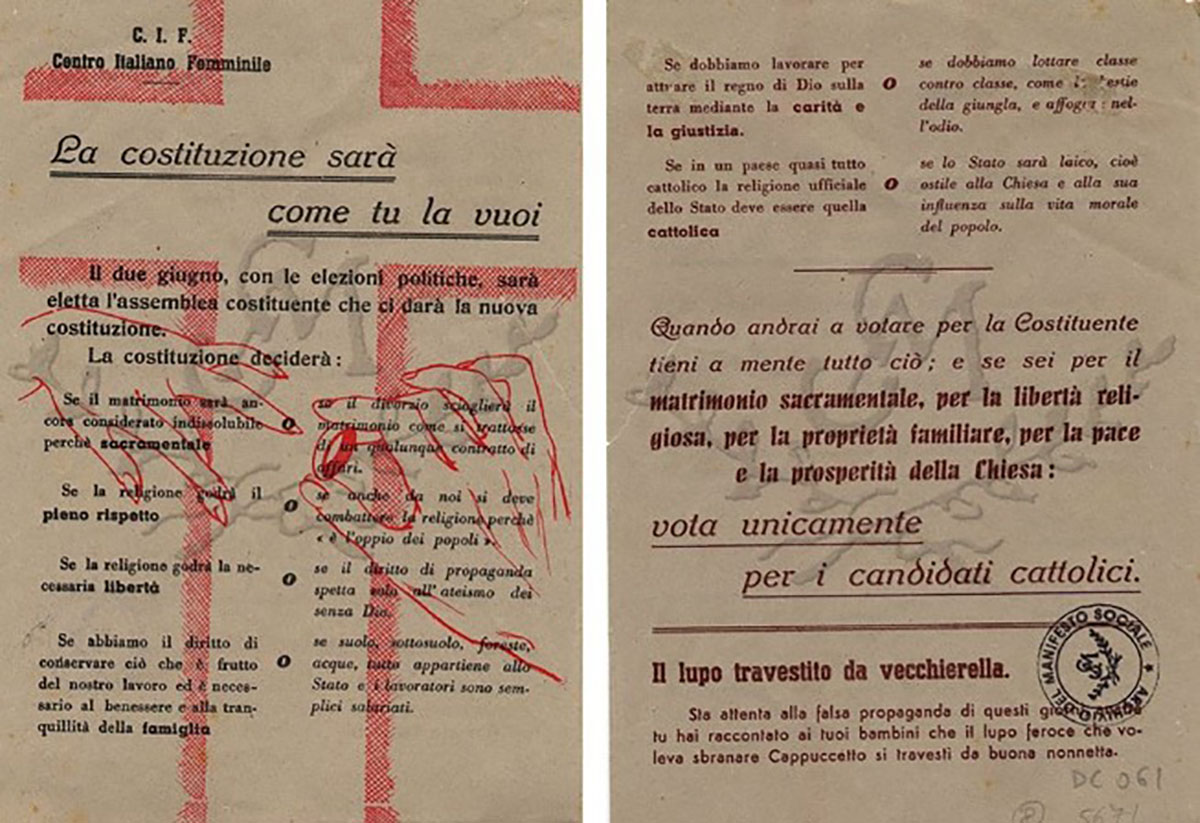 C. I. F.
Centro Italiano Femminile
La costituzione sarà
come tu la vuoi
Il due giugno, con le elezioni politiche, sarà
eletta l'assemblea costituente che ci darà la nuova
costituzione.
La costituzione deciderà :
Se il matrimonio sarà an-
cora considerato indissolubile
perchè sacramentale
o
se il divorzio scioglierà il
matrimonio come si trattasse
di un qualunque contratto di
affari.
Se la religione godrà il
pieno rispetto
o
se anche da noi si deve
combattere la religione perchè
« è l'oppio dei popoli ».
Se la religione godrà la ne-
cessaria libertà
o
se il diritto di propaganda
spetta solo all'ateismo dei
senza Dio.
Se abbiamo il diritto di
conservare ciò che è frutto
del nostro lavoro ed è neces-
sario al benessere e alla tran-
quillità della famiglia
o
se suolo, sottosuolo, foreste,
acque, tutto appartiene allo
Stato e i lavoratori sono sem-
plici salariati.
Se dobbiamo lavorare per
attuare il regno di Dio sulla
terra mediante la carità e
la giustizia.
o
se dobbiamo lottare classe
contro classe, come
della giungla, e nel-
l'odio.
Se in un paese quasi tutto
cattolico la religione ufficiale
dello Stato deve essere quella
cattolica
o
se lo Stato sarà laico, cioè
ostile alla Chiesa e alla sua
influenza sulla vita morale
del popolo.
Quando andrai a votare per la Costituente
tieni a mente tutto ciò ; e se sei per il
matrimonio sacramentale, per la libertà reli-
giosa, per la proprietà familiare, per la pace
e la prosperità della Chiesa :
vota unicamente
per i candidati cattolici.
Il lupo travestito da vecchierella.
Sta attenta alla falsa propaganda di questi
tu hai raccontato ai tuoi bambini che il lupo feroce che vo-
leva sbranare Cappuccetto si travestì da buona nonnetta.
ARCHIVIO DEL MANIFESTO SOCIALE
DC 061
5671